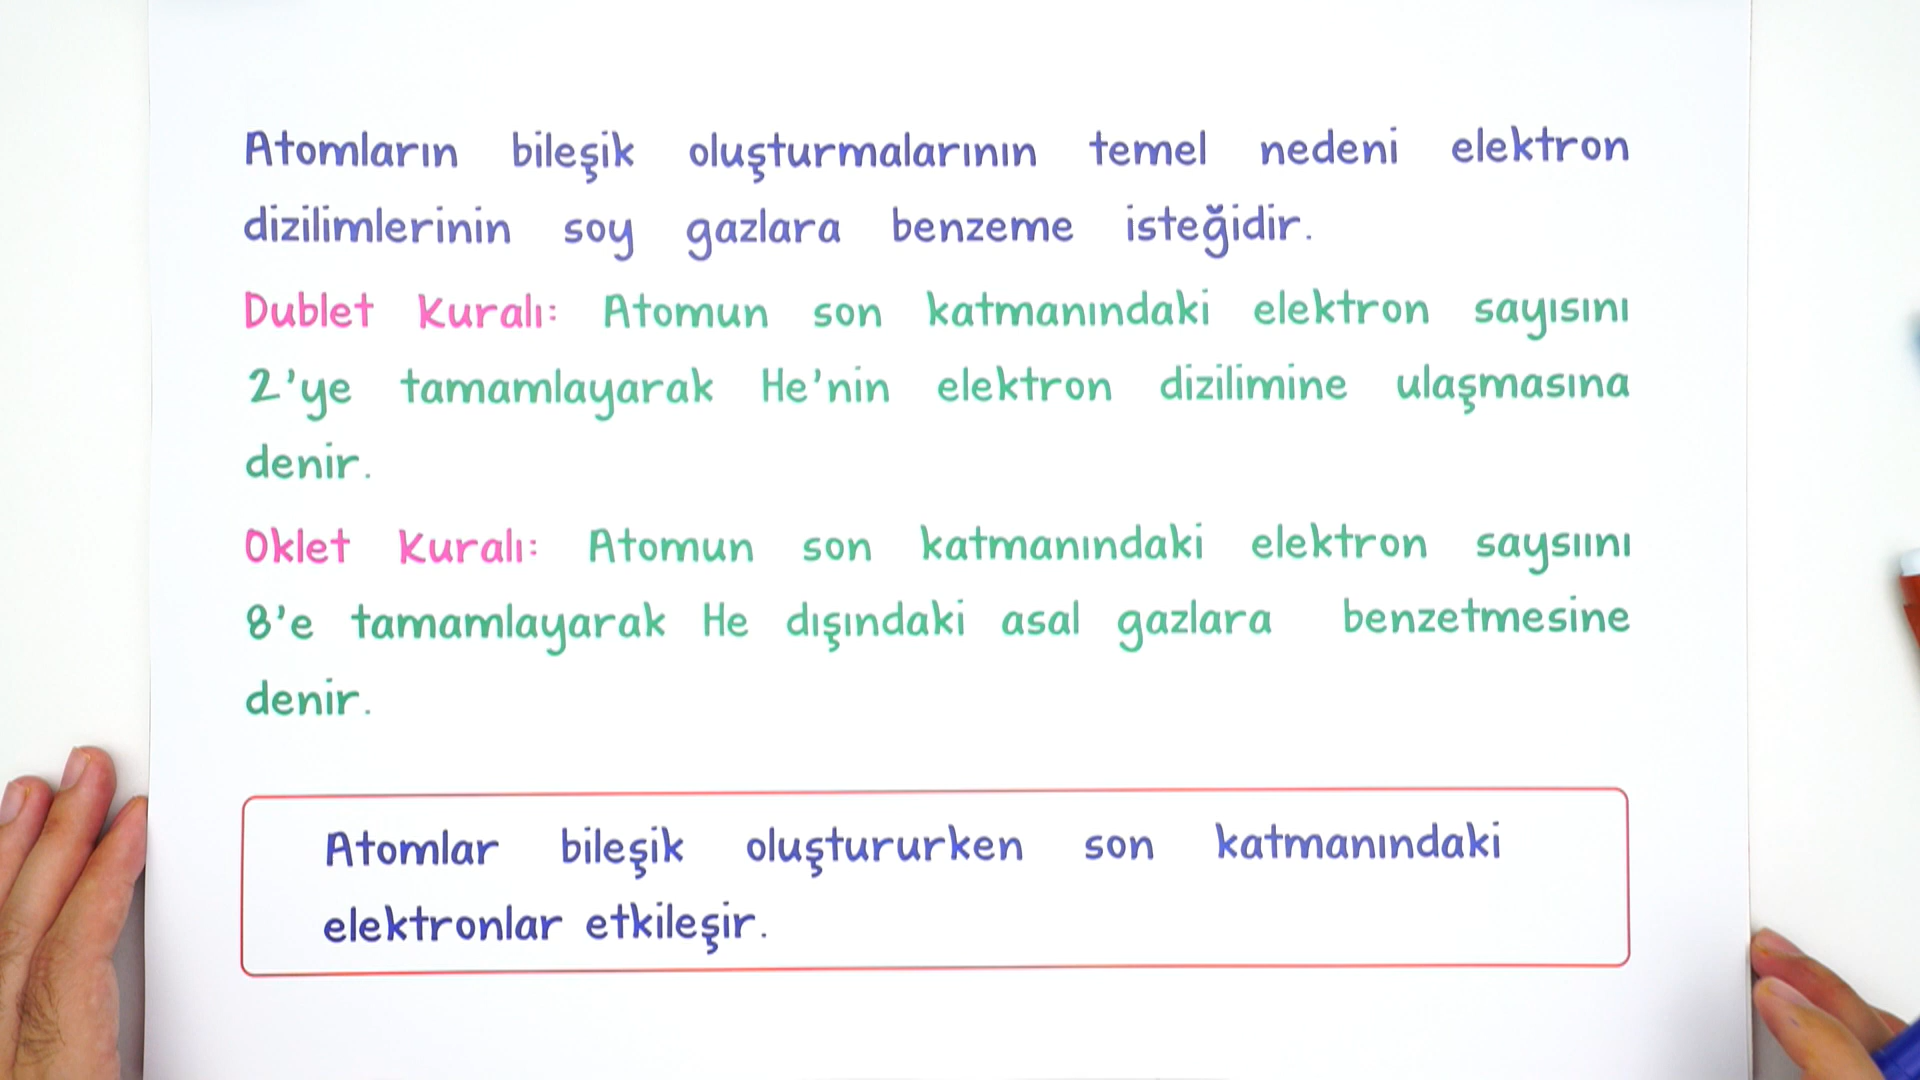 Atomların bileşik oluşturmalarının temel nedeni elektron
dizilimlerinin soy gazlara benzeme isteğidir.
Dublet Kuralı: Atomun son katmanındaki elektron sayısını
2'ye tamamlayarak He'nin elektron dizilimine ulaşmasına
denir.
Oklet Kuralı: Atomun son katmanındaki elektron saysıını
8'e tamamlayarak He dışındaki asal gazlara benzetmesine
denir.
Atomlar bileşik oluştururken son katmanındaki
elektronlar etkileşir.